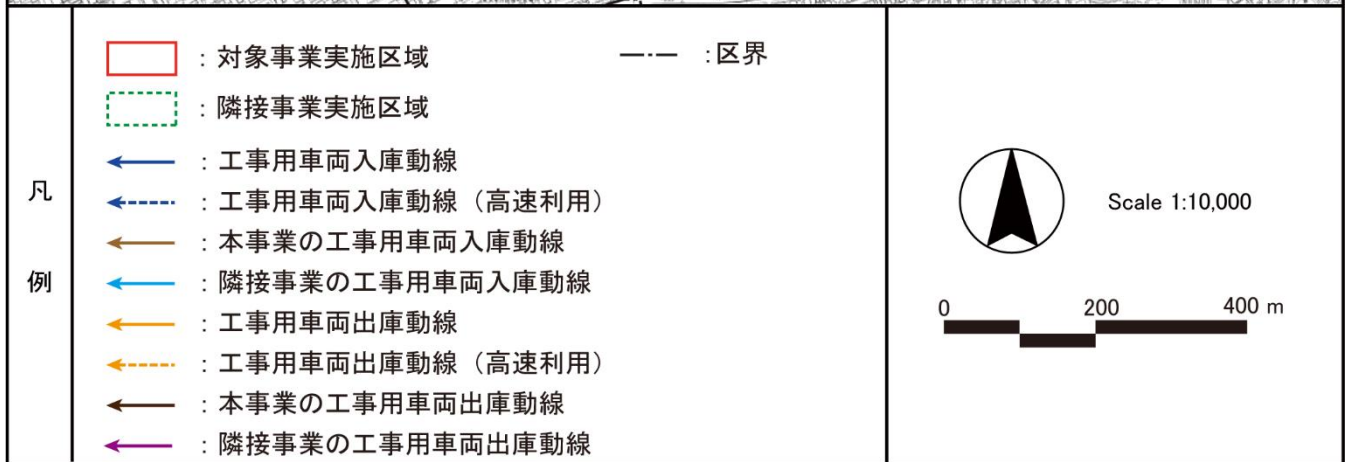 凡例
: 対象事業実施区域
: 区界
: 隣接事業実施区域
: 工事用車両入庫動線
: 工事用車両入庫動線（高速利用）
: 本事業の工事用車両入庫動線
: 隣接事業の工事用車両入庫動線
: 工事用車両出庫動線
: 工事用車両出庫動線（高速利用）
: 本事業の工事用車両出庫動線
: 隣接事業の工事用車両出庫動線
Scale 1:10,000
0 200 400 m